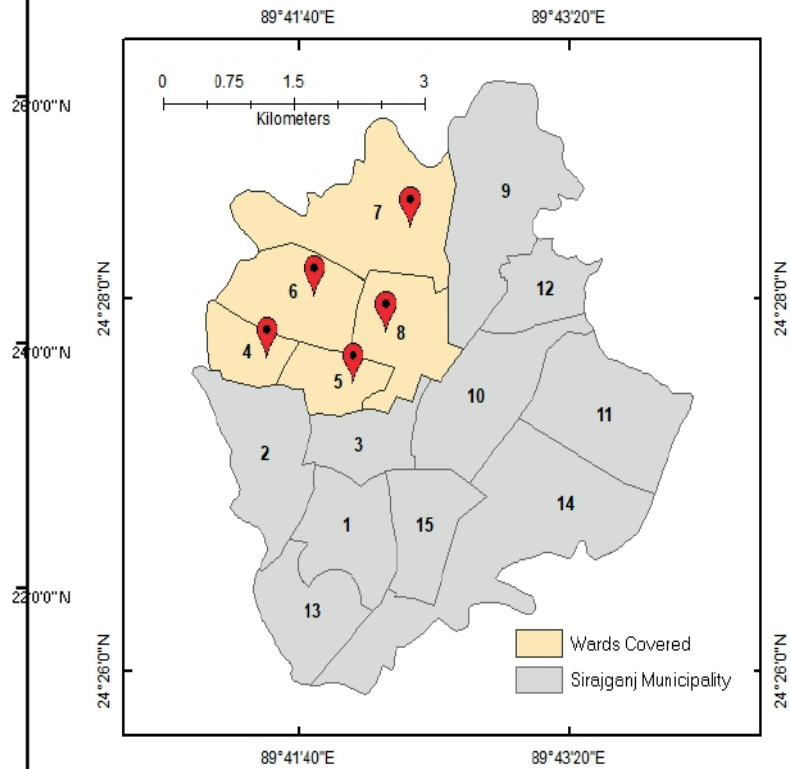 89°41'40"E 89°43'20"E
0 0.75 1.5 3
Kilometers
26°0'0"N
9
7
24°28'0"N 6 12 24°28'0"N
8
24°0'0"N 4
5
10
11
3
2
14
1 15
22°0'0"N
13
Wards Covered
24°26'0"N 24°26'0"N
Sirajganj Municipality
89°41'40"E 89°43'20"E